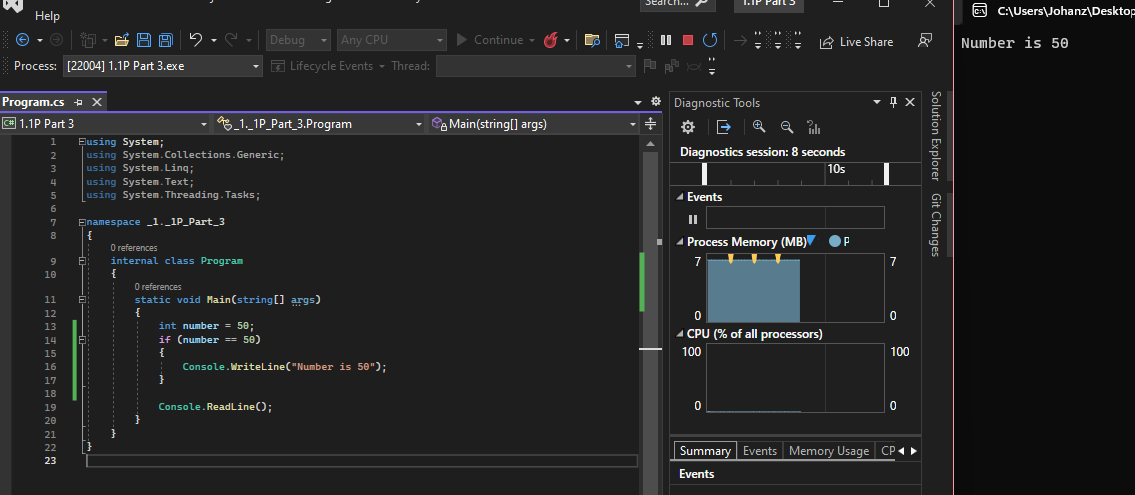 Search...
1.1P Part 3
C:\Users\Johanz\Desktop
Help
Debug
Any CPU
Continue
Live Share
Number is 50
Process:
[22004] 1.1P Part 3.exe
Lifecycle Events
Thread:
Program.cs
1.1P Part 3
_1._1P_Part_3.Program
Main(string[] args)
1 using System;
2 using System.Collections.Generic;
3 using System.Linq;
4 using System.Text;
5 using System.Threading.Tasks;
6
7 namespace _1._1P_Part_3
8 {
0 references
9 internal class Program
10 {
0 references
11 static void Main(string[] args)
12 {
13 int number = 50;
14 if (number == 50)
15 {
16 Console.WriteLine("Number is 50");
17 }
18
19 Console.ReadLine();
20 }
21 }
22 }
23
Diagnostic Tools
Diagnostics session: 8 seconds
10s
Events
Process Memory (MB)
P
7
7
0
0
CPU (% of all processors)
100
100
0
0
Summary
Events
Memory Usage
CP
Events
Solution Explorer
Git Changes